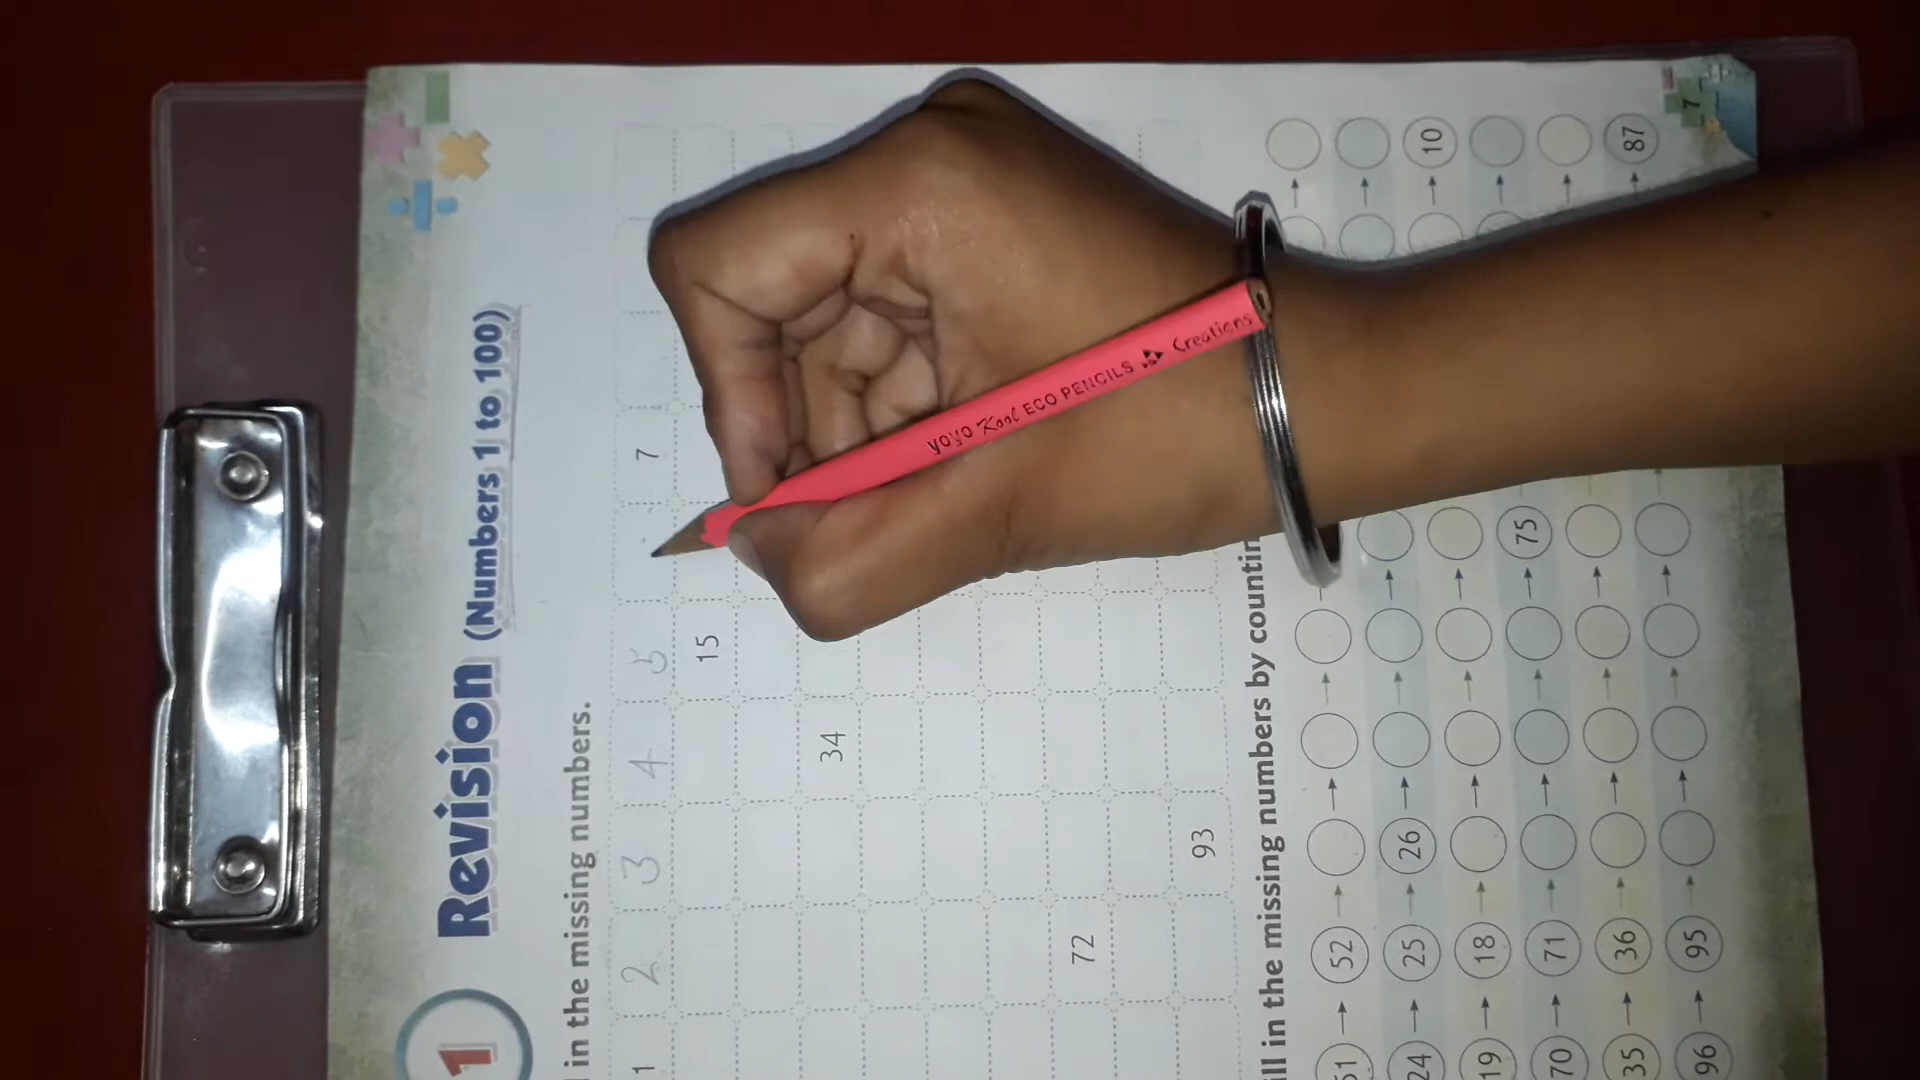 1
Revision (Numbers 1 to 100)
in the missing numbers.
1 2 3 4 5 7
15
34
72
93
ill in the missing numbers by countin
51 → 52 → → → →
24 → 25 → 26 → → → →
19 → 18 → → → → 10
70 → 71 → → → → 75 →
35 → 36 → → → → →
96 → 95 → → → → → 87
7
YOYO Kool ECO PENCILS Creations